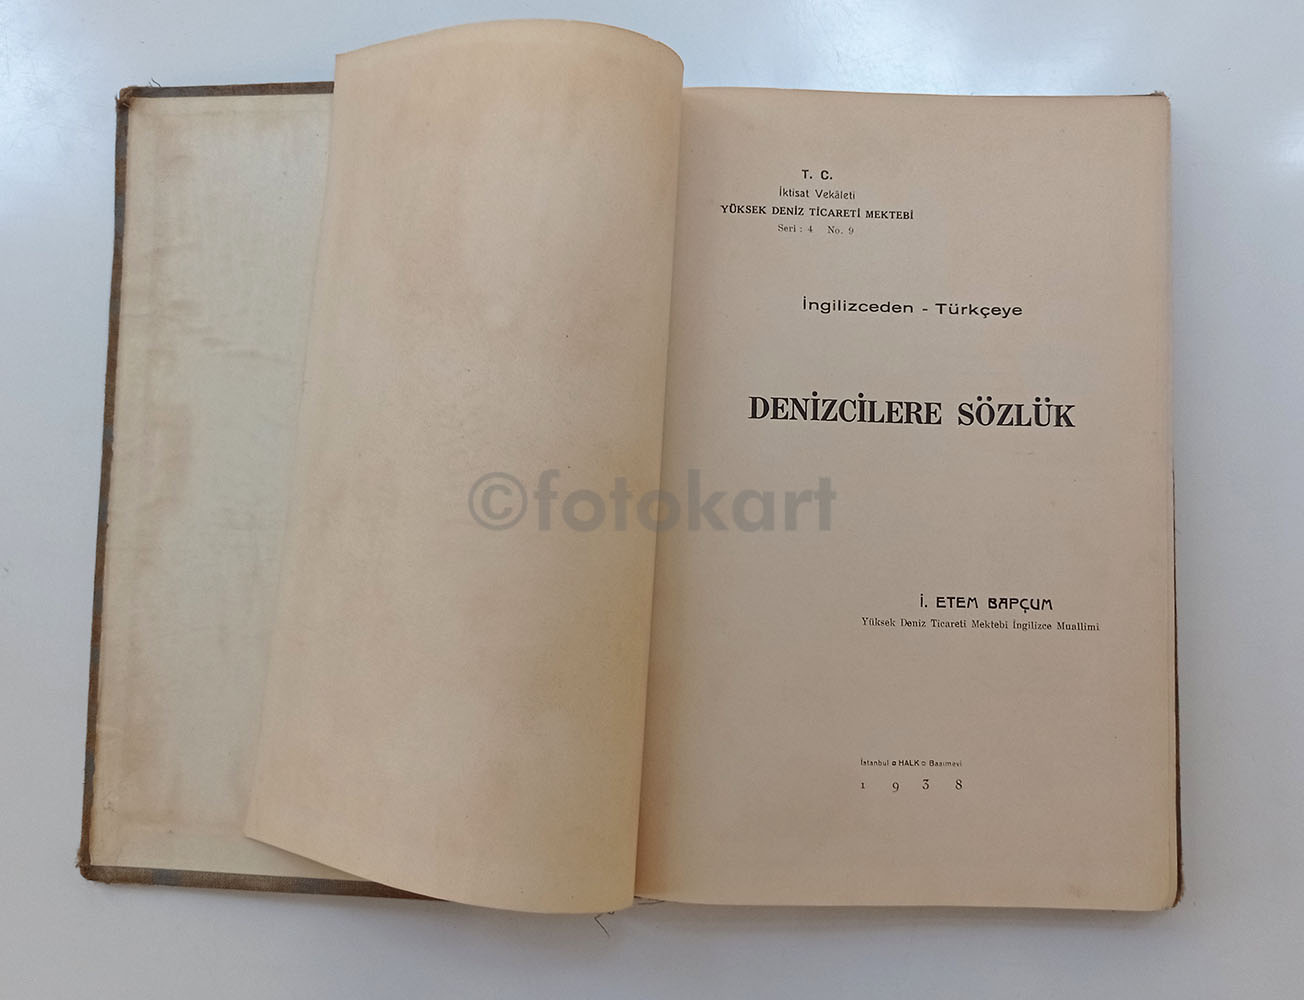 T. C.
İktisat Vekâleti
YÜKSEK DENİZ TİCARETİ MEKTEBİ
Seri : 4 No. 9
İngilizceden - Türkçeye
DENİZCİLERE SÖZLÜK
©fotokart
İ. ETEM BAPÇUM
Yüksek Deniz Ticareti Mektebi İngilizce Muallimi
İstanbul ¤ HALK ¤ Basımevi
1 9 3 8